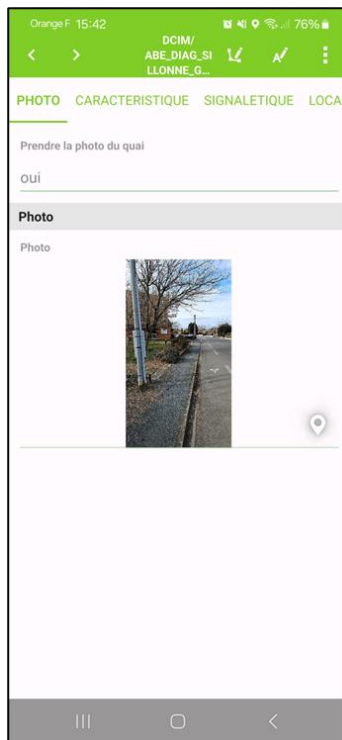 Orange F 15:42
76%
DCIM/
ABE_DIAG_SI
LLONNE_G...
PHOTO CARACTERISTIQUE SIGNALETIQUE LOCA
Prendre la photo du quai
oui
Photo
Photo